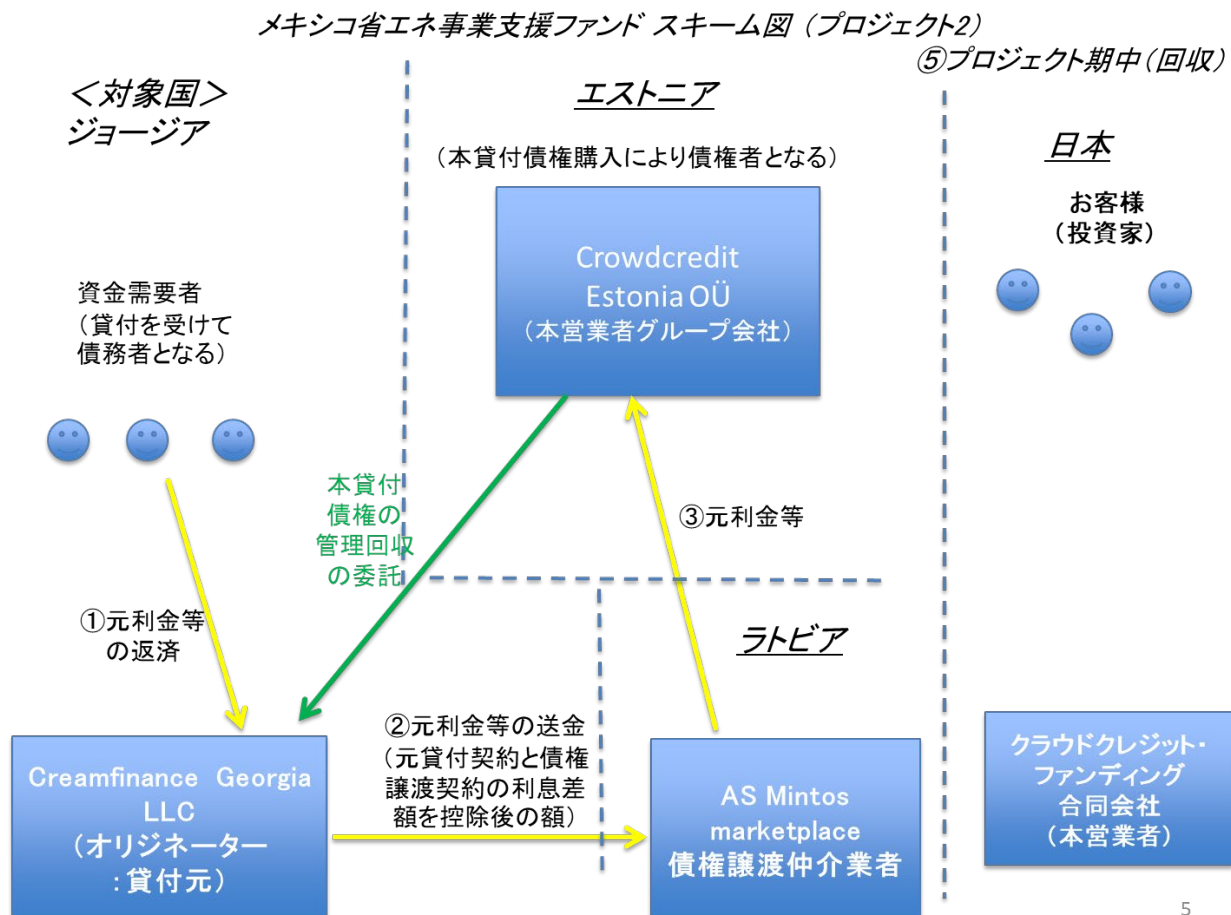 メキシコ省エネ事業支援ファンド スキーム図 （プロジェクト2）
⑤プロジェクト期中（回収）
＜対象国＞
ジョージア
エストニア
日本
（本貸付債権購入により債権者となる）
お客様
（投資家）
Crowdcredit
Estonia OÜ
（本営業者グループ会社）
資金需要者
（貸付を受けて
債務者となる）
本貸付
債権の
管理回収
の委託
③元利金等
①元利金等
の返済
ラトビア
②元利金等の送金
（元貸付契約と債権
譲渡契約の利息差
額を控除後の額）
Creamfinance Georgia
LLC
（オリジネーター
：貸付元）
AS Mintos
marketplace
債権譲渡仲介業者
クラウドクレジット・
ファンディング
合同会社
（本営業者）
5